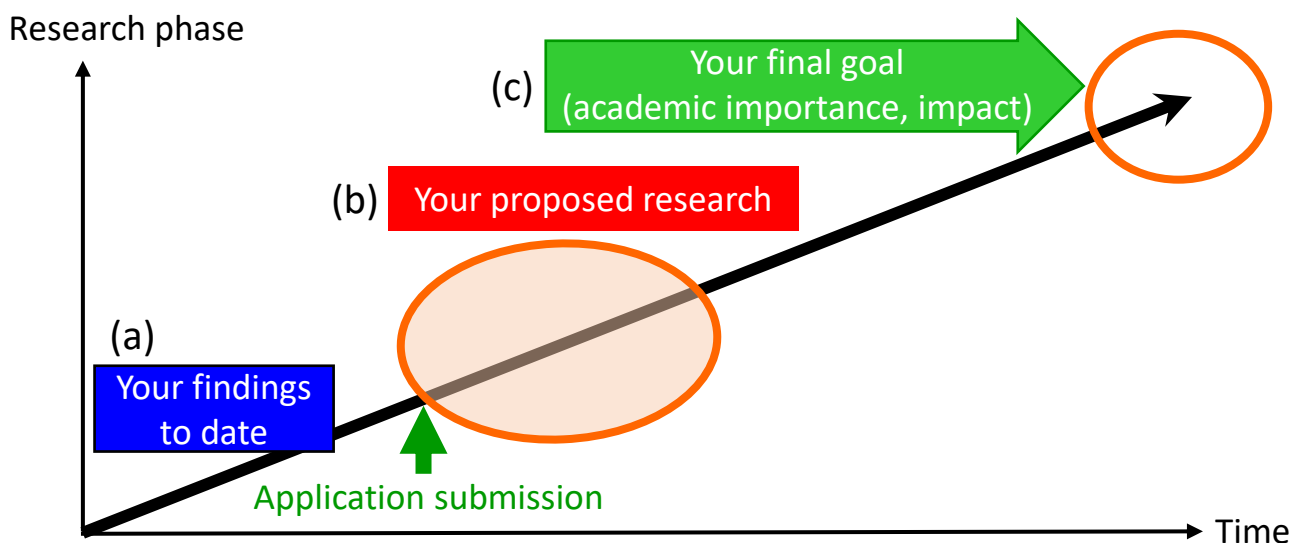 Research phase
(c)
Your final goal
(academic importance, impact)
(b)
Your proposed research
(a)
Your findings
to date
Application submission
Time